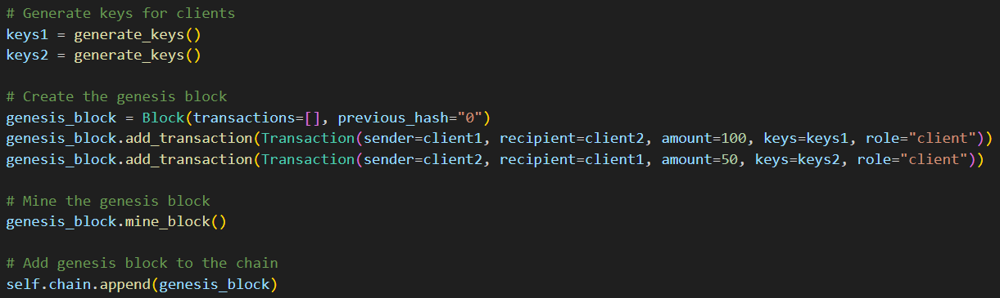 # Generate keys for clients
keys1 = generate_keys()
keys2 = generate_keys()
# Create the genesis block
genesis_block = Block(transactions=[], previous_hash="0")
genesis_block.add_transaction(Transaction(sender=client1, recipient=client2, amount=100, keys=keys1, role="client"))
genesis_block.add_transaction(Transaction(sender=client2, recipient=client1, amount=50, keys=keys2, role="client"))
# Mine the genesis block
genesis_block.mine_block()
# Add genesis block to the chain
self.chain.append(genesis_block)